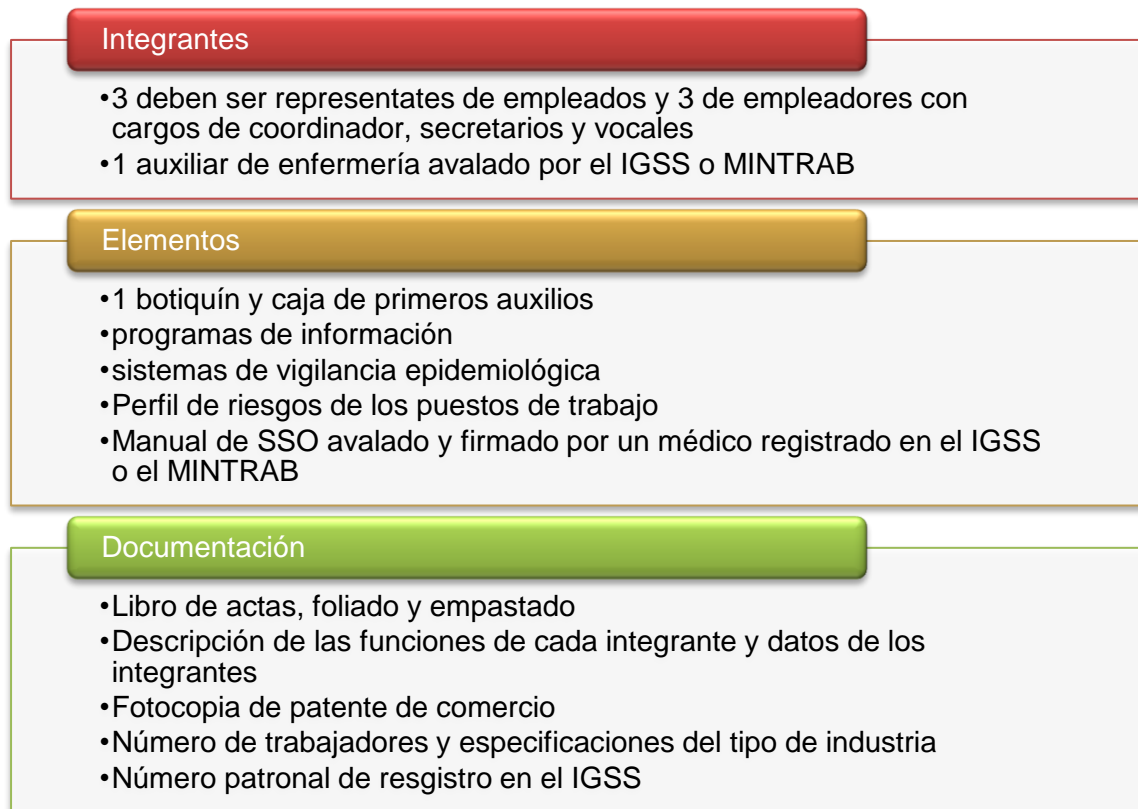 Integrantes
•3 deben ser representates de empleados y 3 de empleadores con
cargos de coordinador, secretarios y vocales
•1 auxiliar de enfermería avalado por el IGSS o MINTRAB
Elementos
•1 botiquín y caja de primeros auxilios
•programas de información
•sistemas de vigilancia epidemiológica
•Perfil de riesgos de los puestos de trabajo
•Manual de SSO avalado y firmado por un médico registrado en el IGSS
o el MINTRAB
Documentación
•Libro de actas, foliado y empastado
•Descripción de las funciones de cada integrante y datos de los
integrantes
•Fotocopia de patente de comercio
•Número de trabajadores y especificaciones del tipo de industria
•Número patronal de resgistro en el IGSS